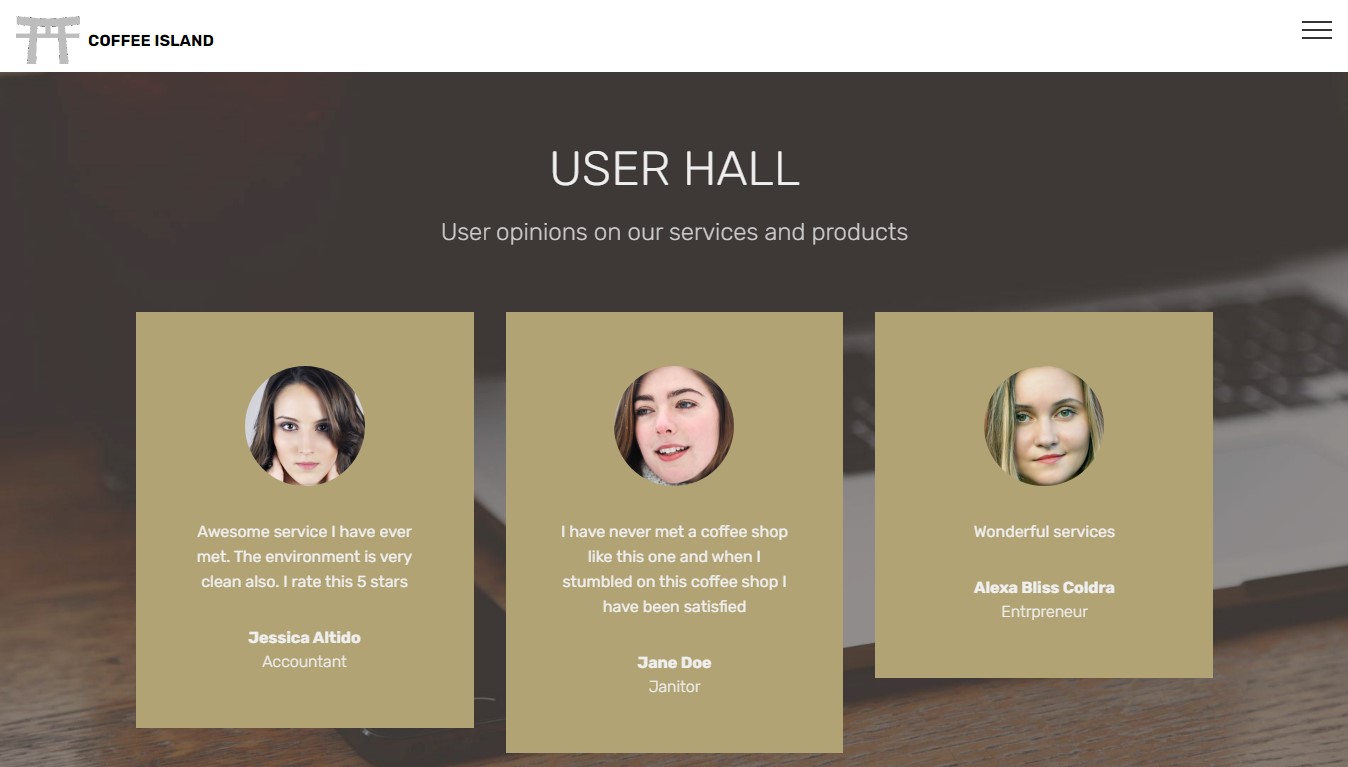 COFFEE ISLAND
USER HALL
User opinions on our services and products
Awesome service I have ever
met. The environment is very
clean also. I rate this 5 stars
Jessica Altido
Accountant
I have never met a coffee shop
like this one and when I
stumbled on this coffee shop I
have been satisfied
Jane Doe
Janitor
Wonderful services
Alexa Bliss Coldra
Entrpreneur